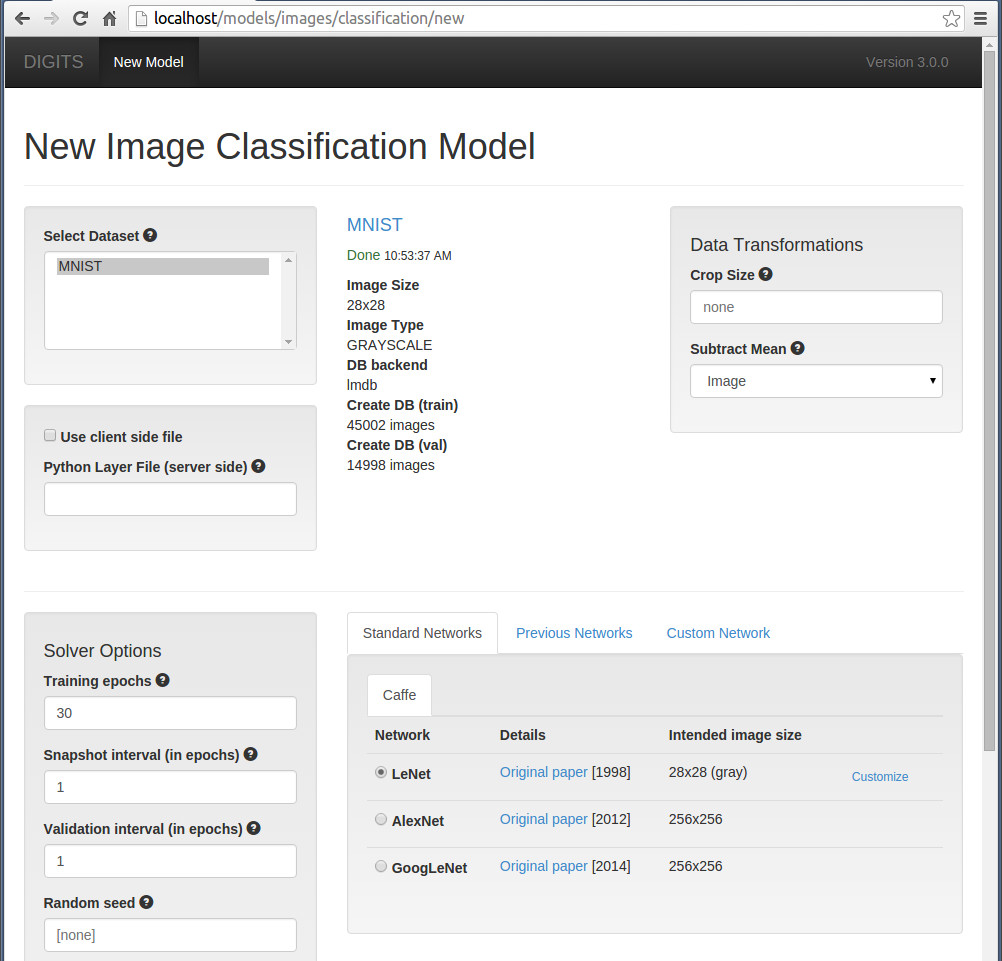 localhost/models/images/classification/new
DIGITS New Model Version 3.0.0
New Image Classification Model
Select Dataset ?
MNIST
Use client side file
Python Layer File (server side) ?
MNIST
Done 10:53:37 AM
Image Size
28x28
Image Type
GRAYSCALE
DB backend
lmdb
Create DB (train)
45002 images
Create DB (val)
14998 images
Data Transformations
Crop Size ?
none
Subtract Mean ?
Image
Solver Options
Training epochs ?
30
Snapshot interval (in epochs) ?
1
Validation interval (in epochs) ?
1
Random seed ?
[none]
Standard Networks Previous Networks Custom Network
Caffe
Network Details Intended image size
LeNet Original paper [1998] 28x28 (gray) Customize
AlexNet Original paper [2012] 256x256
GoogLeNet Original paper [2014] 256x256